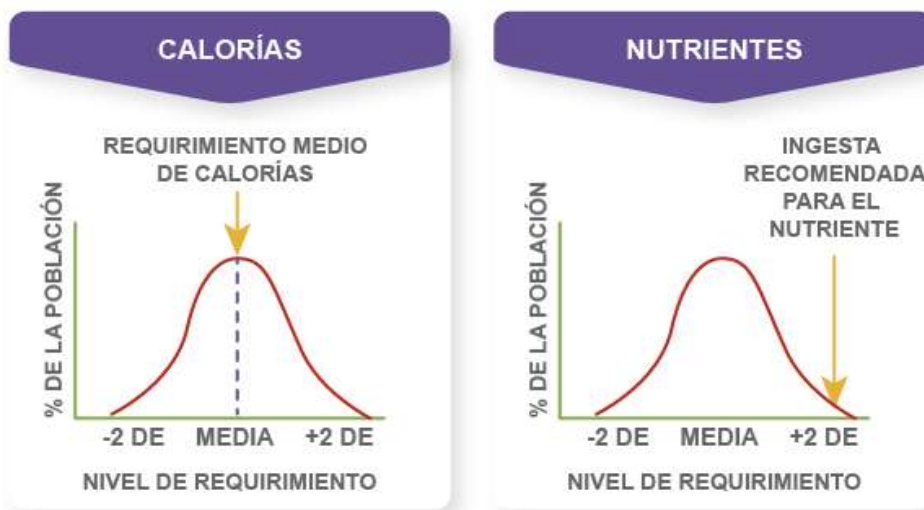 CALORÍAS
REQUIRIMIENTO MEDIO
DE CALORÍAS
% DE LA POBLACIÓN
-2 DE MEDIA +2 DE
NIVEL DE REQUIRIMIENTO
NUTRIENTES
INGESTA
RECOMENDADA
PARA EL
NUTRIENTE
% DE LA POBLACIÓN
-2 DE MEDIA +2 DE
NIVEL DE REQUIRIMIENTO